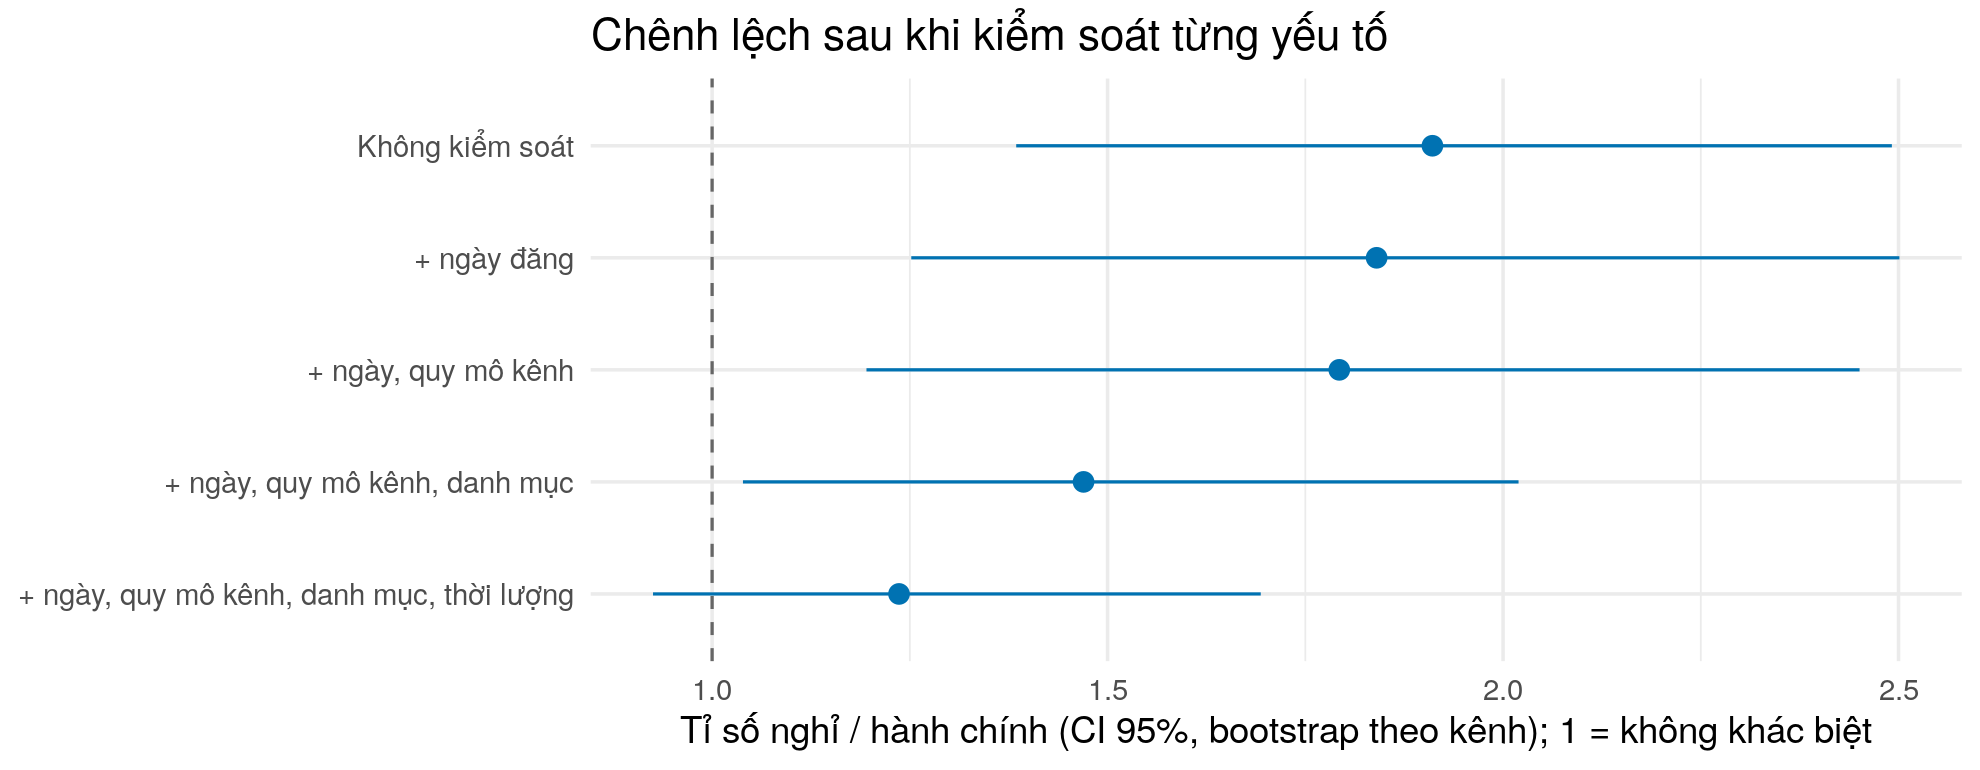 Chênh lệch sau khi kiểm soát từng yếu tố
Không kiểm soát
+ ngày đăng
+ ngày, quy mô kênh
+ ngày, quy mô kênh, danh mục
+ ngày, quy mô kênh, danh mục, thời lượng
1.0 1.5 2.0 2.5
Tỉ số nghỉ / hành chính (CI 95%, bootstrap theo kênh); 1 = không khác biệt